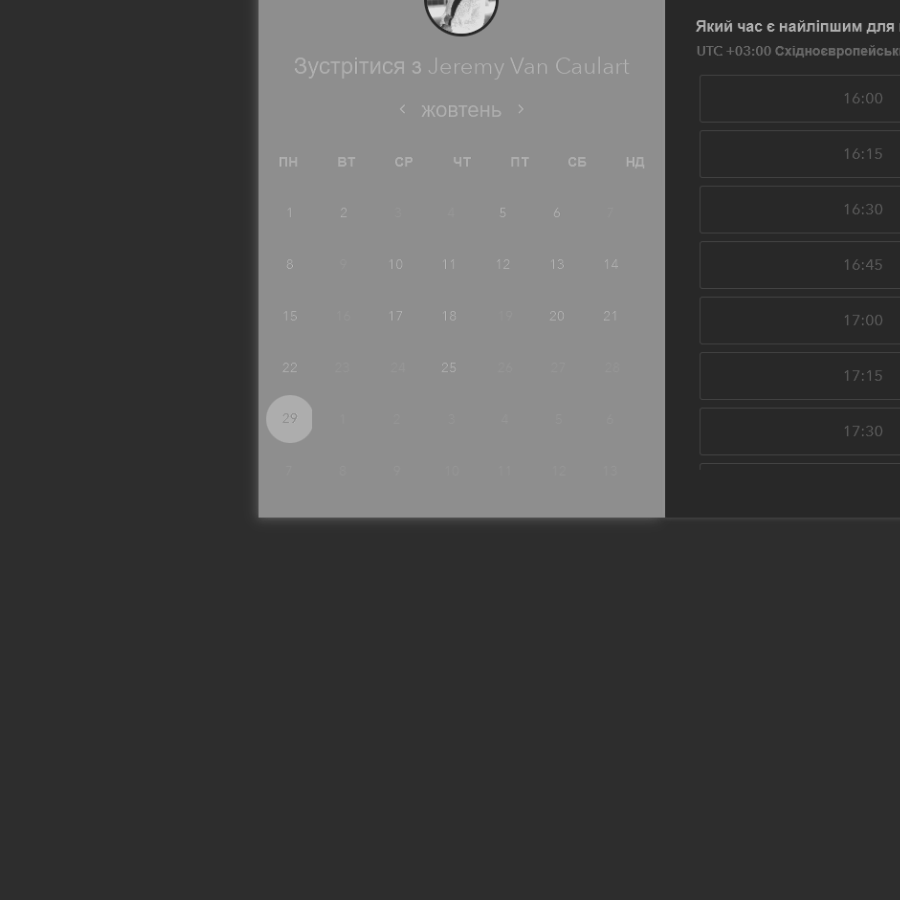 Зустрітися з Jeremy Van Caulart
жовтень
ПН ВТ СР ЧТ ПТ СБ НД
1 2 3 4 5 6 7
8 9 10 11 12 13 14
15 16 17 18 19 20 21
22 23 24 25 26 27 28
29 1 2 3 4 5 6
7 8 9 10 11 12 13
Який час є найліпшим для
UTC +03:00
16:00
16:15
16:30
16:45
17:00
17:15
17:30